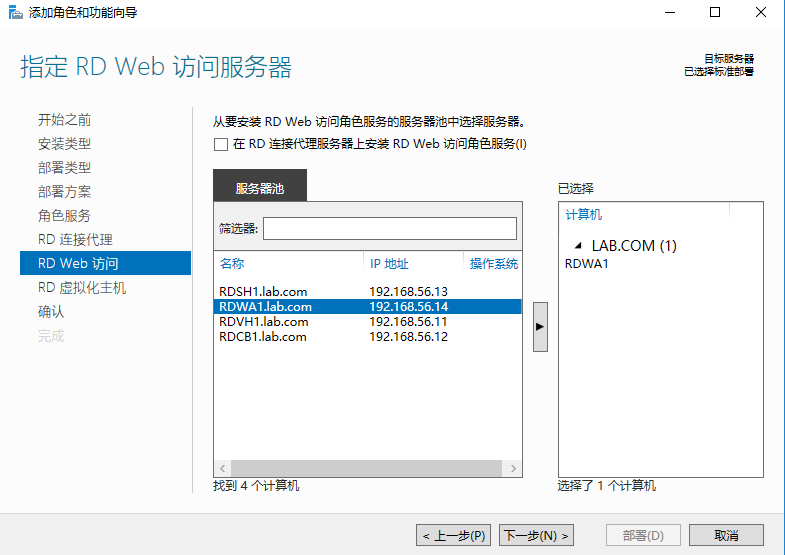 添加角色和功能向导
指定 RD Web 访问服务器
目标服务器
已选择标准部署
开始之前
安装类型
部署类型
部署方案
角色服务
RD 连接代理
RD Web 访问
RD 虚拟化主机
确认
完成
从要安装 RD Web 访问角色服务的服务器池中选择服务器。
在 RD 连接代理服务器上安装 RD Web 访问角色服务(I)
服务器池
筛选器:
名称 IP 地址 操作系统
RDSH1.lab.com 192.168.56.13
RDWA1.lab.com 192.168.56.14
RDVH1.lab.com 192.168.56.11
RDCB1.lab.com 192.168.56.12
找到 4 个计算机
已选择
计算机
LAB.COM (1)
RDWA1
选择了 1 个计算机
< 上一步(P) 下一步(N) > 部署(D) 取消